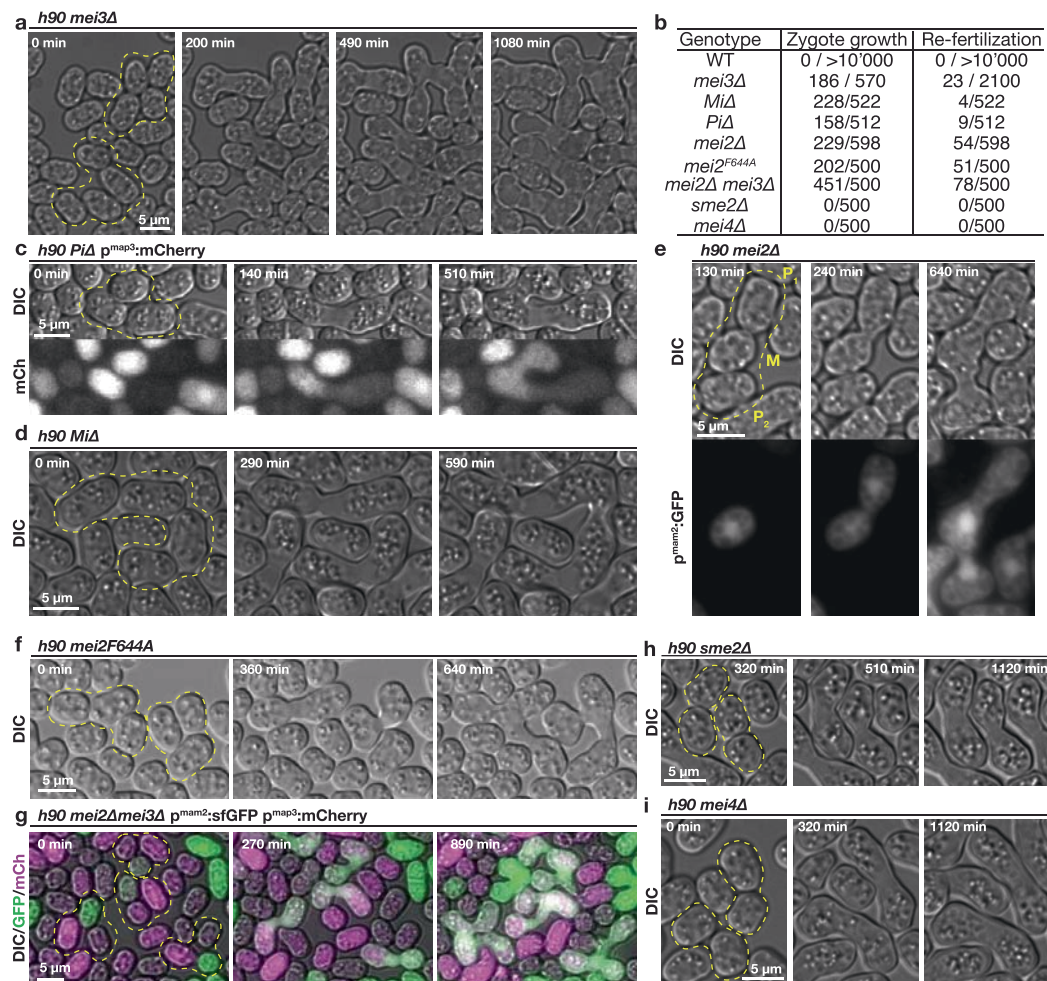 a h90 mei3Δ
0 min
200 min
490 min
1080 min
5 µm
b
Genotype Zygote growth Re-fertilization
WT 0 / >10'000 0 / >10'000
mei3Δ 186 / 570 23 / 2100
MiΔ 228/522 4/522
PiΔ 158/512 9/512
mei2Δ 229/598 54/598
mei2F644A 202/500 51/500
mei2Δ mei3Δ 451/500 78/500
sme2Δ 0/500 0/500
mei4Δ 0/500 0/500
c h90 PiΔ pmap3:mCherry
DIC
0 min
140 min
510 min
5 µm
mCh
d h90 MiΔ
DIC
0 min
290 min
590 min
5 µm
e h90 mei2Δ
DIC
130 min
240 min
640 min
P1
M
P2
5 µm
pmam2:GFP
f h90 mei2F644A
DIC
0 min
360 min
640 min
5 µm
g h90 mei2Δmei3Δ pmam2:sfGFP pmap3:mCherry
DIC/GFP/mCh
0 min
270 min
890 min
5 µm
h h90 sme2Δ
DIC
320 min
510 min
1120 min
5 µm
i h90 mei4Δ
DIC
0 min
320 min
1120 min
5 µm